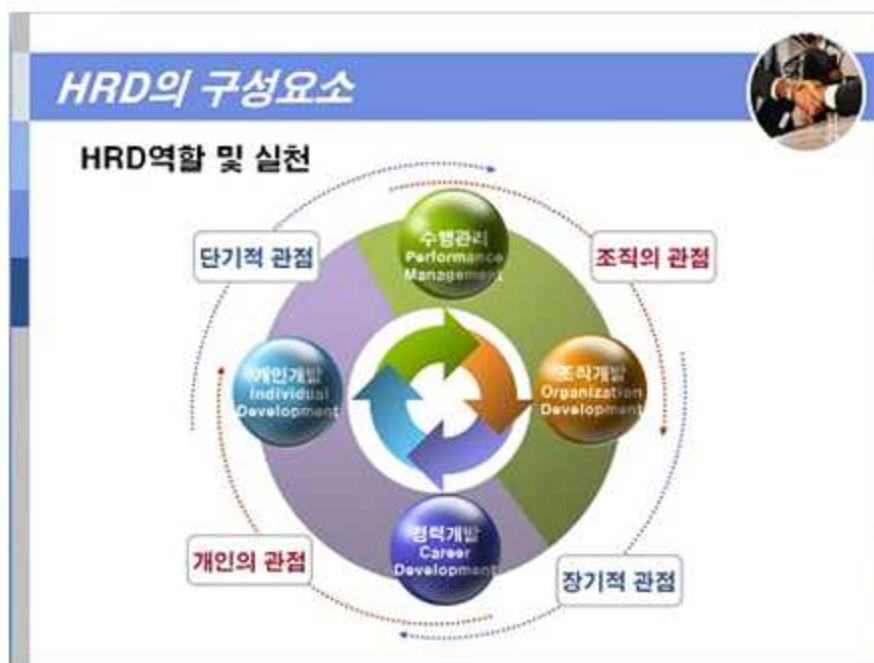 HRD의 구성요소
HRD역할 및 실천
단기적 관점
수행관리
Performance
Management
조직의 관점
개인개발
Individual
Development
조직개발
Organization
Development
경력개발
Career
Development
개인의 관점
장기적 관점